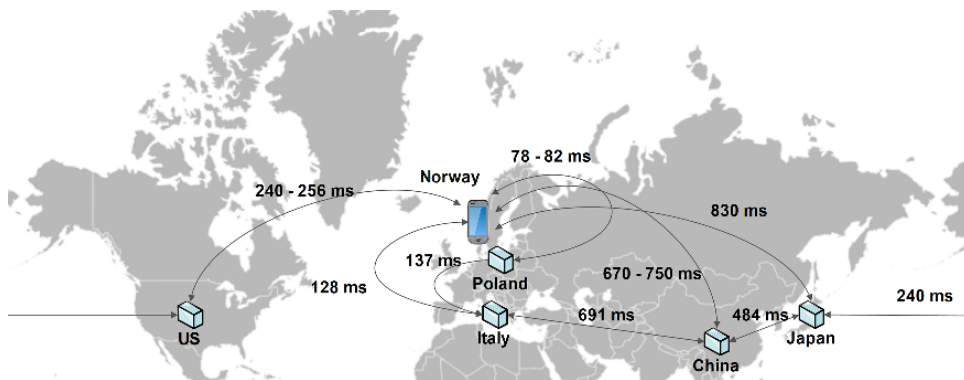 78 - 82 ms
Norway
240 - 256 ms
830 ms
137 ms
Poland
670 - 750 ms
128 ms
240 ms
691 ms
484 ms
US
Italy
Japan
China